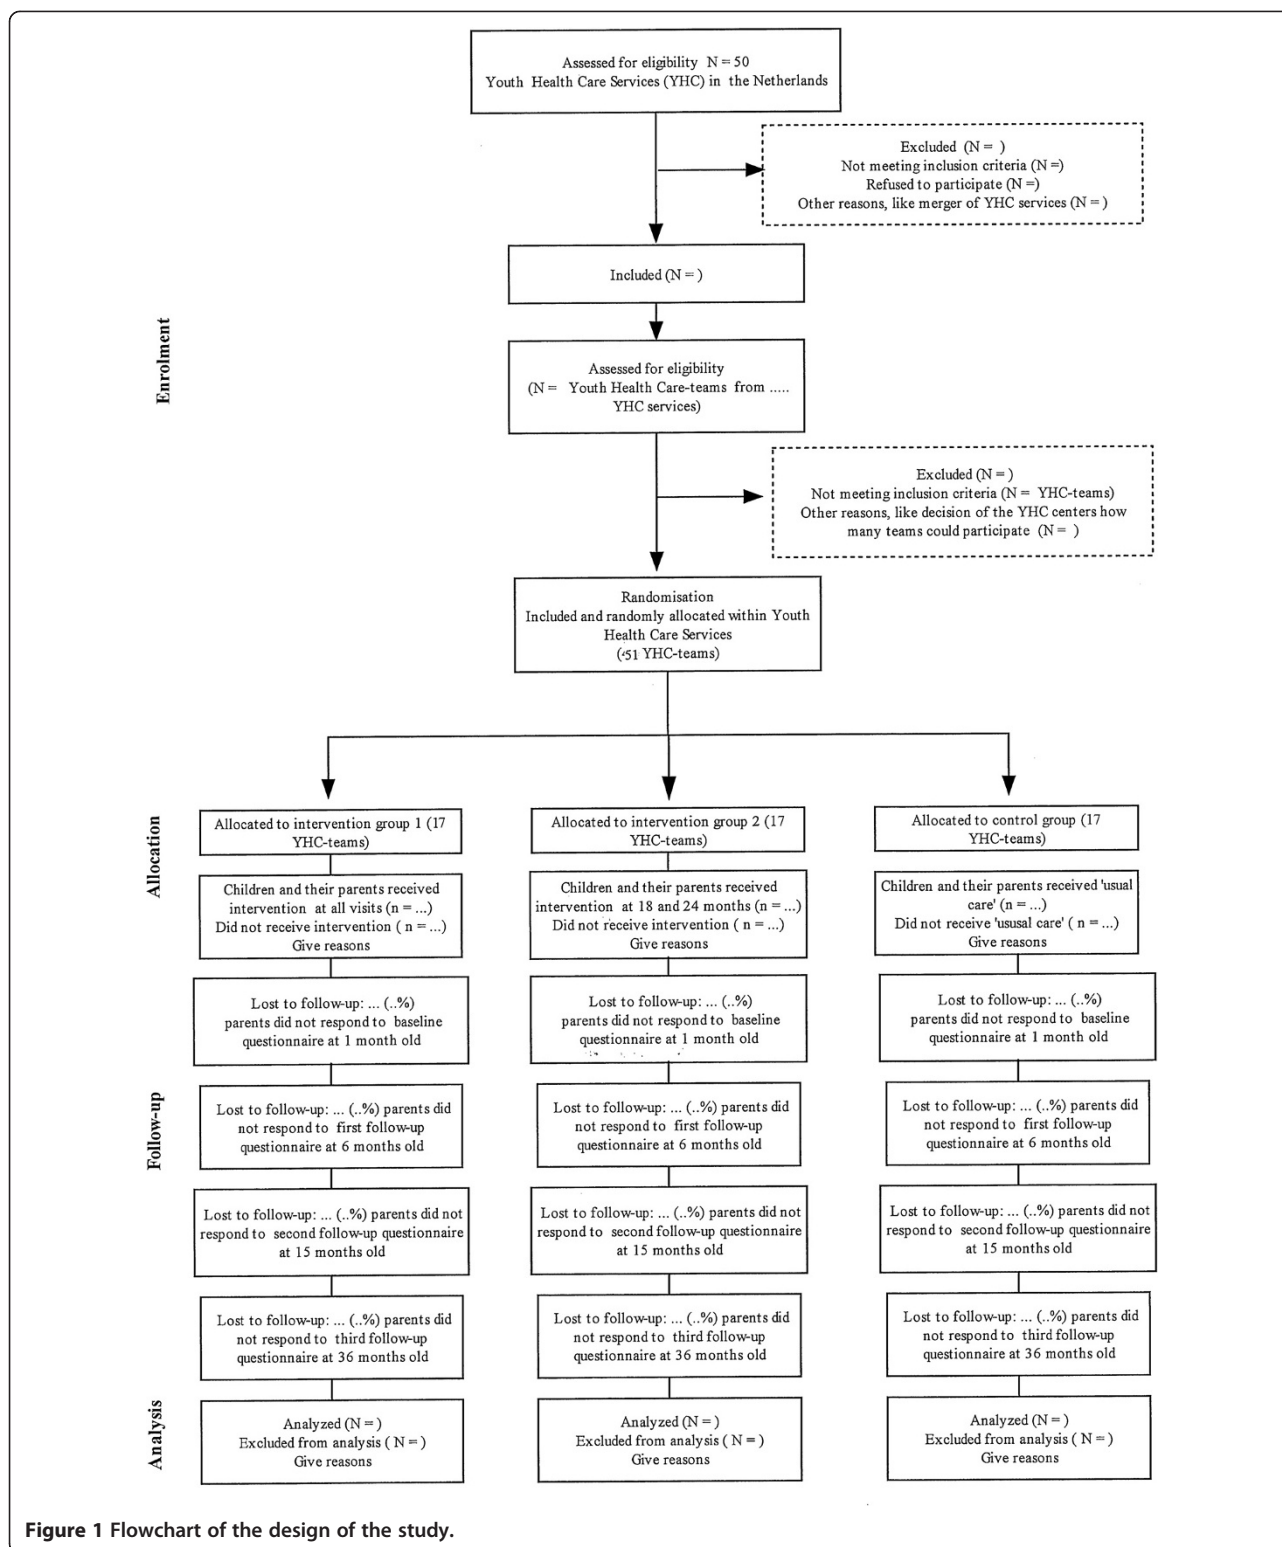 Assessed for eligibility N = 50
Youth Health Care Services (YHC) in the Netherlands
Excluded (N = )
Not meeting inclusion criteria (N =)
Refused to participate (N =)
Other reasons, like merger of YHC services (N = )
Included (N = )
Enrolment
Assessed for eligibility
(N = Youth Health Care-teams from .....
YHC services)
Excluded (N = )
Not meeting inclusion criteria (N = YHC-teams)
Other reasons, like decision of the YHC centers how
many teams could participate (N = )
Randomisation
Included and randomly allocated within Youth
Health Care Services
(51 YHC-teams)
Allocation
Allocated to intervention group 1 (17
YHC-teams)
Allocated to intervention group 2 (17
YHC-teams)
Allocated to control group (17
YHC-teams)
Children and their parents received
intervention at all visits (n = ...)
Did not receive intervention ( n = ...)
Give reasons
Children and their parents received
intervention at 18 and 24 months (n = ...)
Did not receive intervention ( n = ...)
Give reasons
Children and their parents received 'usual
care' (n = ...)
Did not receive 'ususal care' ( n = ...)
Give reasons
Follow-up
Lost to follow-up: ... (..%)
parents did not respond to baseline
questionnaire at 1 month old
Lost to follow-up: ... (..%)
parents did not respond to baseline
questionnaire at 1 month old
Lost to follow-up: ... (..%)
parents did not respond to baseline
questionnaire at 1 month old
Lost to follow-up: ... (..%) parents did
not respond to first follow-up
questionnaire at 6 months old
Lost to follow-up: ... (..%) parents did
not respond to first follow-up
questionnaire at 6 months old
Lost to follow-up: ... (..%) parents did
not respond to first follow-up
questionnaire at 6 months old
Lost to follow-up: ... (..%) parents did not
respond to second follow-up questionnaire
at 15 months old
Lost to follow-up: ... (..%) parents did not
respond to second follow-up questionnaire
at 15 months old
Lost to follow-up: ... (..%) parents did not
respond to second follow-up questionnaire
at 15 months old
Lost to follow-up: ... (..%) parents did
not respond to third follow-up
questionnaire at 36 months old
Lost to follow-up: ... (..%) parents did
not respond to third follow-up
questionnaire at 36 months old
Lost to follow-up: ... (..%) parents did
not respond to third follow-up
questionnaire at 36 months old
Analysis
Analyzed (N = )
Excluded from analysis ( N = )
Give reasons
Analyzed (N = )
Excluded from analysis ( N = )
Give reasons
Analyzed (N = )
Excluded from analysis ( N = )
Give reasons
Figure 1 Flowchart of the design of the study.